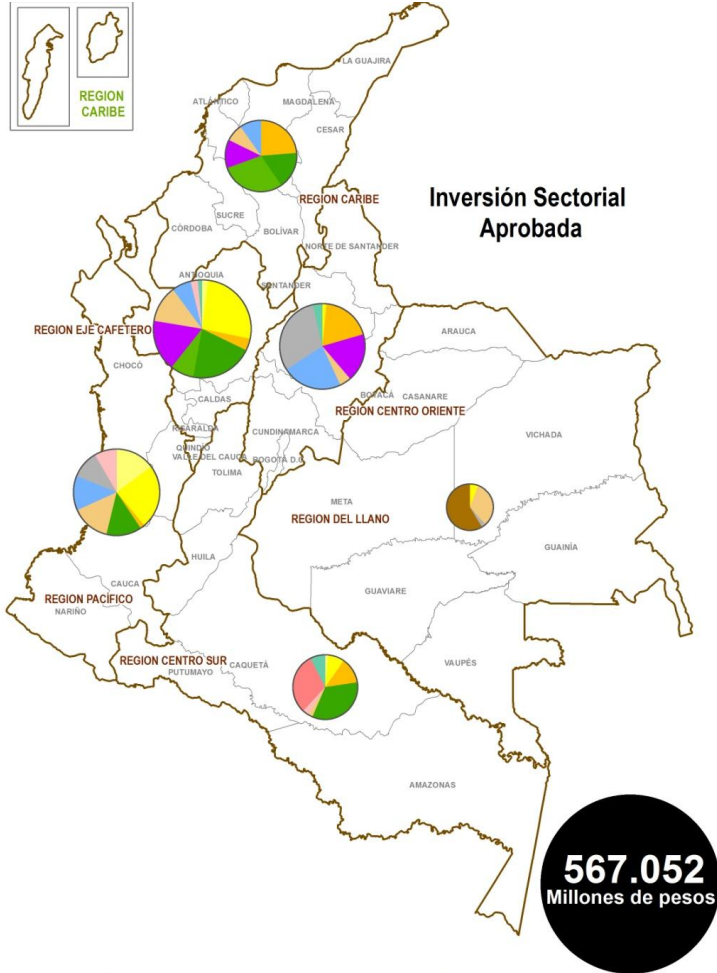 LA GUAJIRA
REGION
CARIBE
ATLÁNTICO
MAGDALENA
CESAR
REGION CARIBE
Inversión Sectorial
Aprobada
SUCRE
CÓRDOBA
BOLÍVAR
NORTE DE SANTANDER
ANTIOQUIA
SANTANDER
REGION EJE CAFETERO
ARAUCA
CHOCÓ
BOYACÁ
CASANARE
CALDAS
REGION CENTRO ORIENTE
RISARALDA
CUNDINAMARCA
VICHADA
QUINDÍO
VALLE DEL CAUCA
BOGOTÁ D.C.
TOLIMA
META
REGION DEL LLANO
GUAINÍA
HUILA
CAUCA
GUAVIARE
REGION PACÍFICO
NARIÑO
REGION CENTRO SUR
CAQUETÁ
VAUPÉS
PUTUMAYO
AMAZONAS
567.052
Millones de pesos